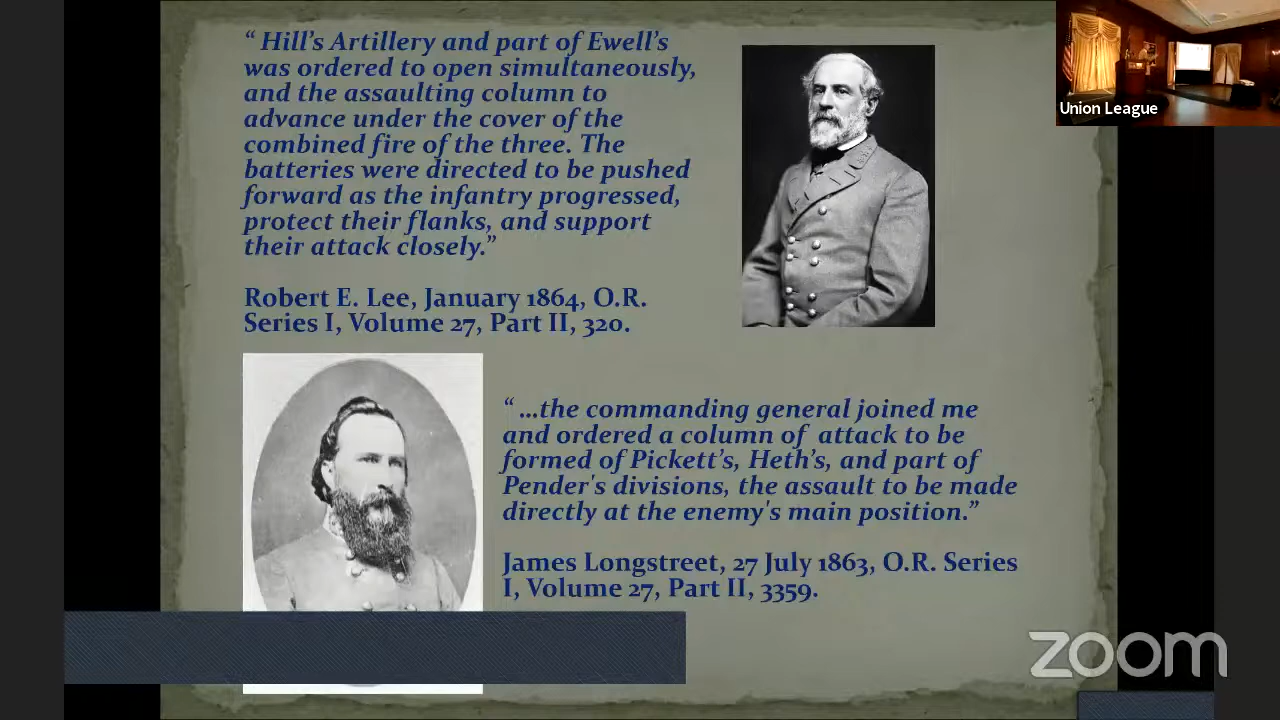 “ Hill’s Artillery and part of Ewell’s
was ordered to open simultaneously,
and the assaulting column to
advance under the cover of the
combined fire of the three. The
batteries were directed to be pushed
forward as the infantry progressed,
protect their flanks, and support
their attack closely.”
Robert E. Lee, January 1864, O.R.
Series I, Volume 27, Part II, 320.
“ …the commanding general joined me
and ordered a column of attack to be
formed of Pickett’s, Heth’s, and part of
Pender's divisions, the assault to be made
directly at the enemy's main position.”
James Longstreet, 27 July 1863, O.R. Series
I, Volume 27, Part II, 3359.
Union League
zoom